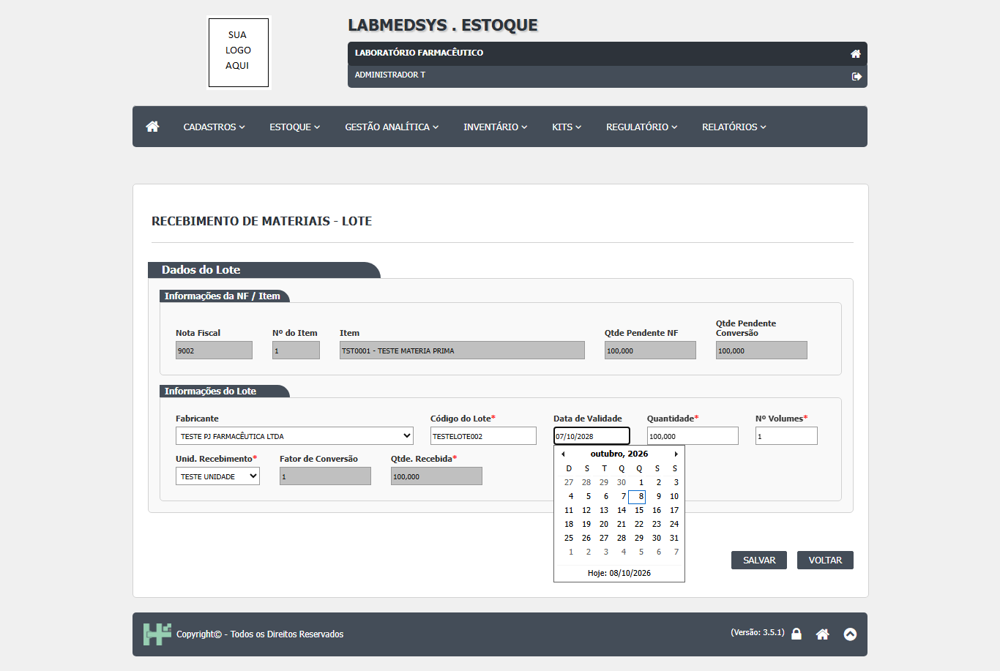 SUA
LOGO
AQUI
LABMEDSYS . ESTOQUE
LABORATÓRIO FARMACÊUTICO
ADMINISTRADOR T
CADASTROS ESTOQUE GESTÃO ANALÍTICA INVENTÁRIO KITS REGULATÓRIO RELATÓRIOS
RECEBIMENTO DE MATERIAIS - LOTE
Dados do Lote
Informações da NF / Item
Nota Fiscal Nº do Item Item Qtde Pendente NF Qtde Pendente Conversão
9002 1 TST0001 - TESTE MATERIA PRIMA 100,000 100,000
Informações do Lote
Fabricante Código do Lote* Data de Validade Quantidade* Nº Volumes*
TESTE PJ FARMACÊUTICA LTDA TESTELOTE002 07/10/2028 100,000 1
Unid. Recebimento* Fator de Conversão Qtde. Recebida*
TESTE UNIDADE 1 100,000
outubro, 2026
D S T Q Q S S
27 28 29 30 1 2 3
4 5 6 7 8 9 10
11 12 13 14 15 16 17
18 19 20 21 22 23 24
25 26 27 28 29 30 31
1 2 3 4 5 6 7
Hoje: 08/10/2026
SALVAR VOLTAR
Copyright© - Todos os Direitos Reservados (Versão: 3.5.1)